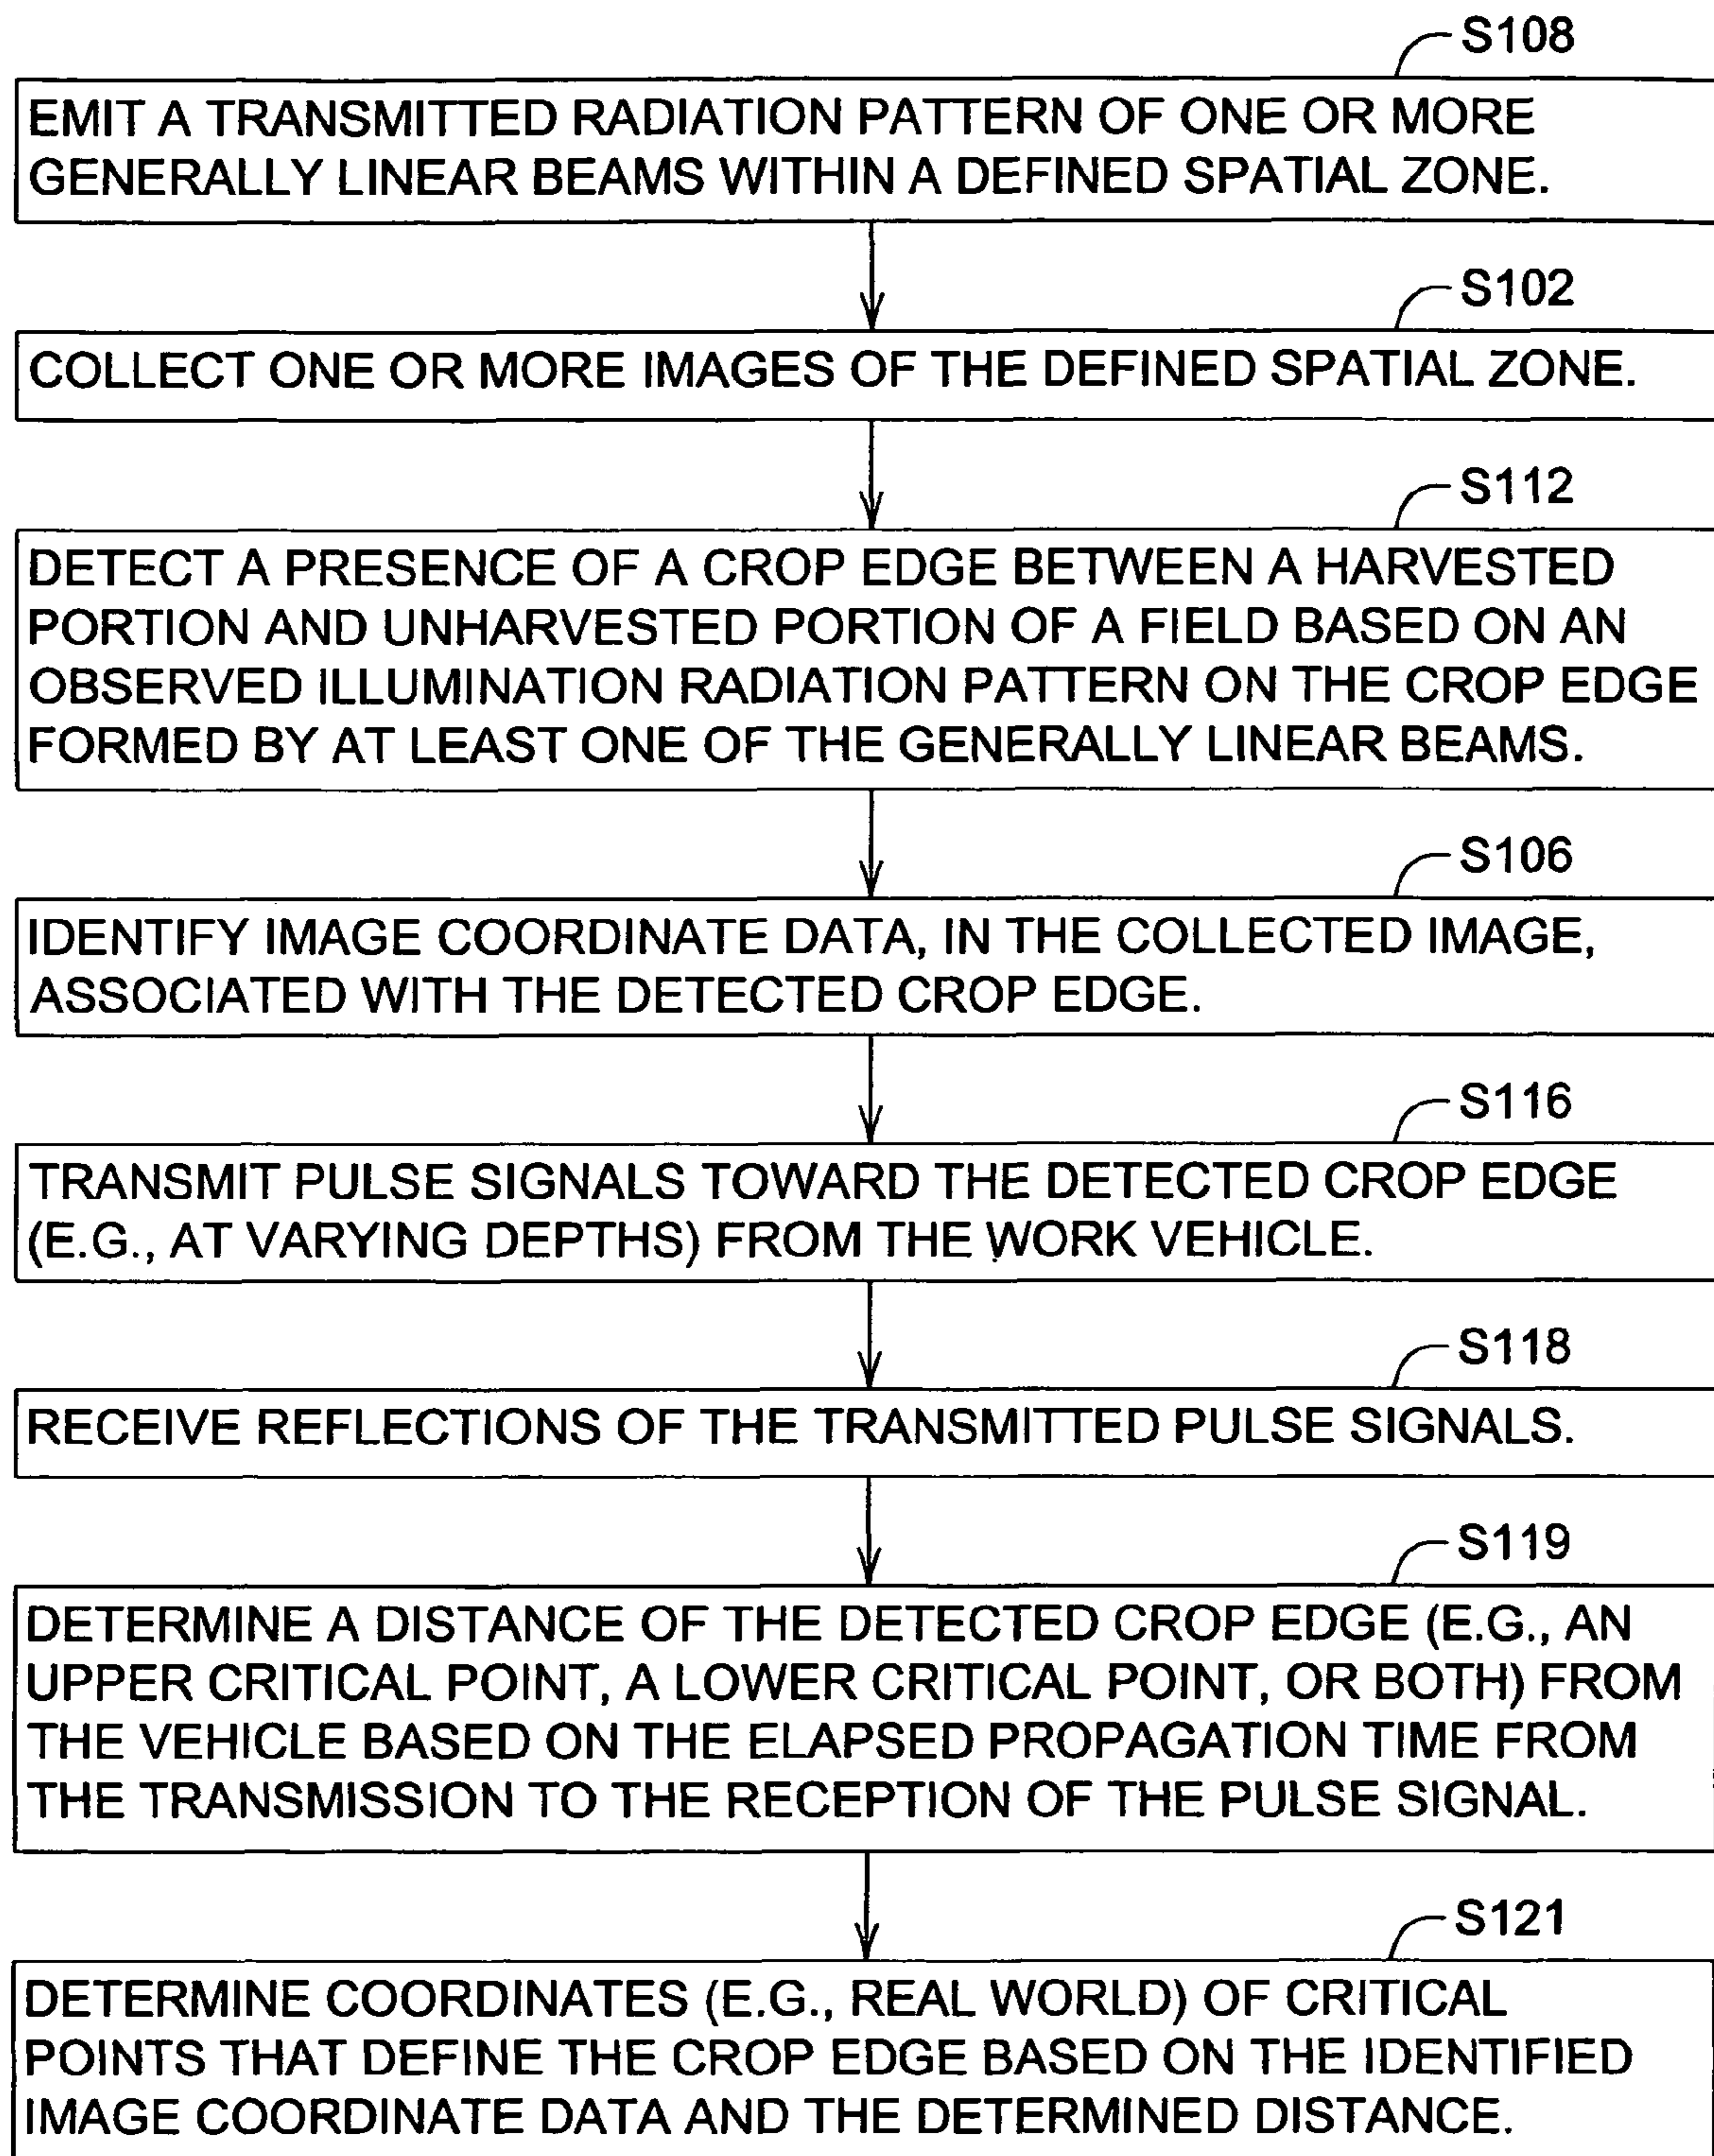 S108
EMIT A TRANSMITTED RADIATION PATTERN OF ONE OR MORE
GENERALLY LINEAR BEAMS WITHIN A DEFINED SPATIAL ZONE.
S102
COLLECT ONE OR MORE IMAGES OF THE DEFINED SPATIAL ZONE.
S112
DETECT A PRESENCE OF A CROP EDGE BETWEEN A HARVESTED
PORTION AND UNHARVESTED PORTION OF A FIELD BASED ON AN
OBSERVED ILLUMINATION RADIATION PATTERN ON THE CROP EDGE
FORMED BY AT LEAST ONE OF THE GENERALLY LINEAR BEAMS.
S106
IDENTIFY IMAGE COORDINATE DATA, IN THE COLLECTED IMAGE,
ASSOCIATED WITH THE DETECTED CROP EDGE.
S116
TRANSMIT PULSE SIGNALS TOWARD THE DETECTED CROP EDGE
(E.G., AT VARYING DEPTHS) FROM THE WORK VEHICLE.
S118
RECEIVE REFLECTIONS OF THE TRANSMITTED PULSE SIGNALS.
S119
DETERMINE A DISTANCE OF THE DETECTED CROP EDGE (E.G., AN
UPPER CRITICAL POINT, A LOWER CRITICAL POINT, OR BOTH) FROM
THE VEHICLE BASED ON THE ELAPSED PROPAGATION TIME FROM
THE TRANSMISSION TO THE RECEPTION OF THE PULSE SIGNAL.
S121
DETERMINE COORDINATES (E.G., REAL WORLD) OF CRITICAL
POINTS THAT DEFINE THE CROP EDGE BASED ON THE IDENTIFIED
IMAGE COORDINATE DATA AND THE DETERMINED DISTANCE.